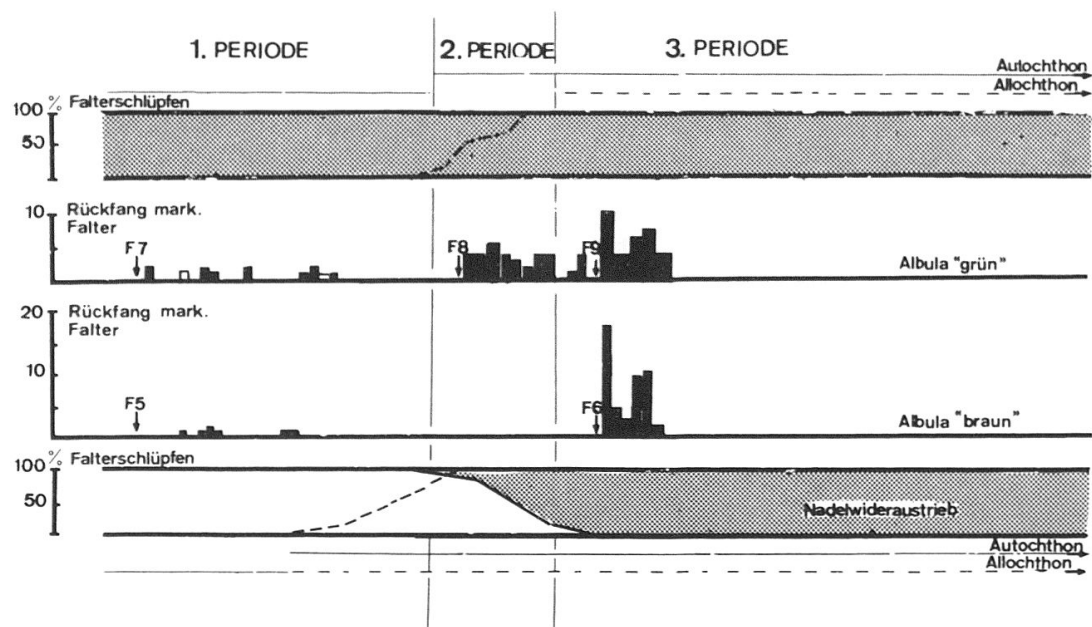 1. PERIODE
2. PERIODE
3. PERIODE
Autochthon
Allochthon
% Falterschlüpfen
100
50
10
Rückfang mark.
Falter
F7
F8
F9
Albula "grün"
20
Rückfang mark.
Falter
10
F5
F6
Albula "braun"
% Falterschlüpfen
100
50
Nadelwideraustrieb
Autochthon
Allochthon